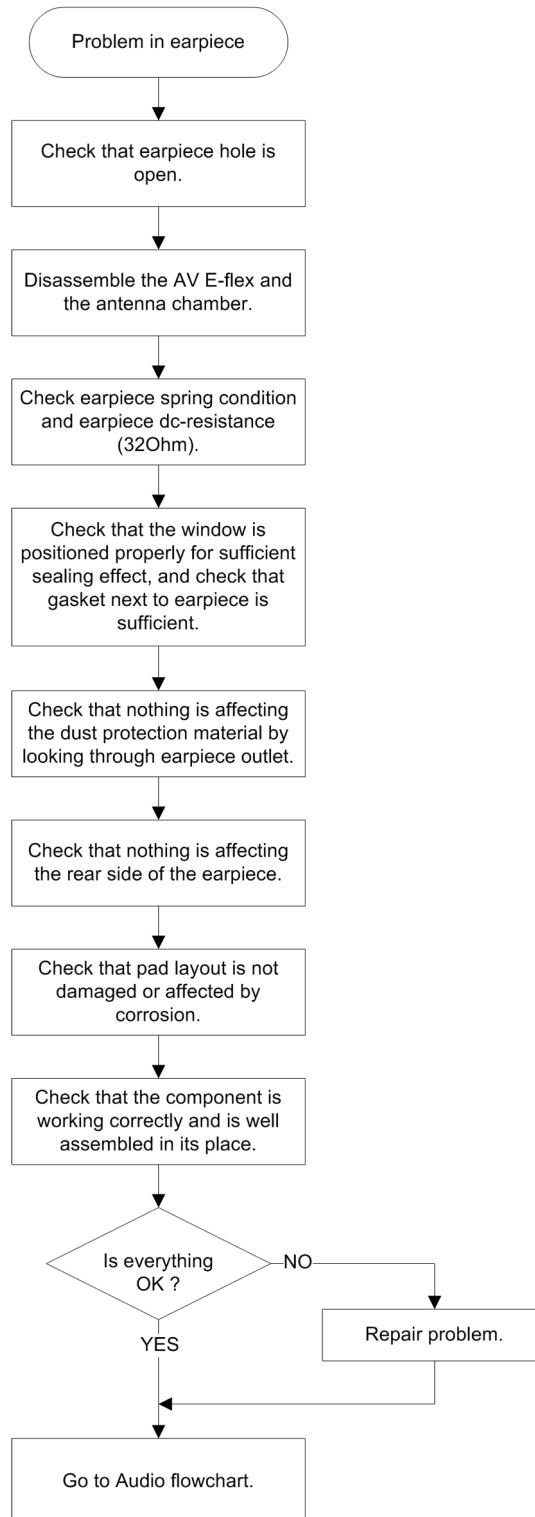 Problem in earpiece
Check that earpiece hole is
open.
Disassemble the AV E-flex and
the antenna chamber.
Check earpiece spring condition
and earpiece dc-resistance
(32Ohm).
Check that the window is
positioned properly for sufficient
sealing effect, and check that
gasket next to earpiece is
sufficient.
Check that nothing is affecting
the dust protection material by
looking through earpiece outlet.
Check that nothing is affecting
the rear side of the earpiece.
Check that pad layout is not
damaged or affected by
corrosion.
Check that the component is
working correctly and is well
assembled in its place.
Is everything
OK ?
NO
Repair problem.
YES
Go to Audio flowchart.